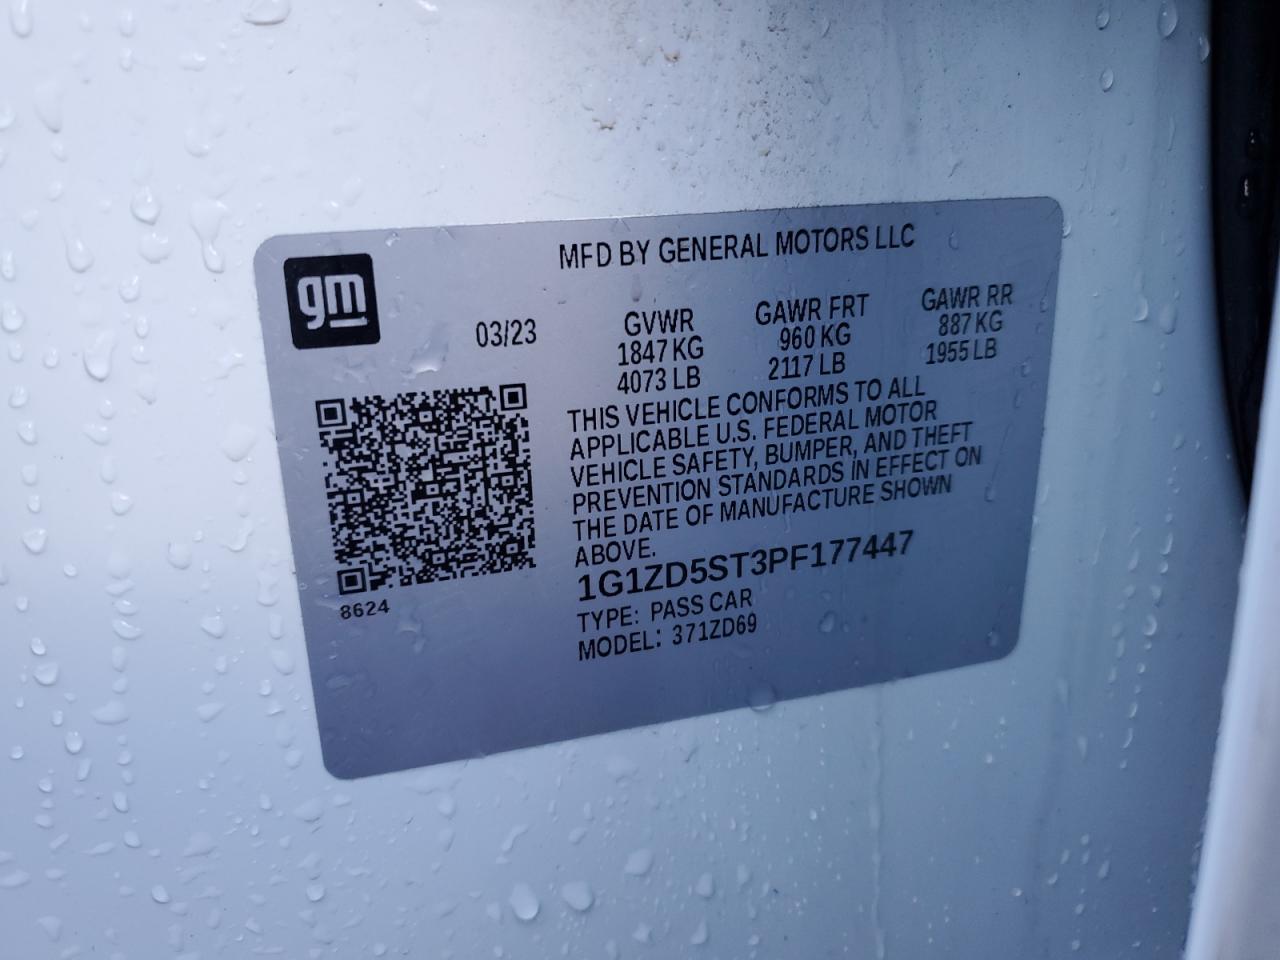 gm
MFD BY GENERAL MOTORS LLC
03/23
GVWR
1847 KG
4073 LB
GAWR FRT
960 KG
2117 LB
GAWR RR
887 KG
1955 LB
THIS VEHICLE CONFORMS TO ALL
APPLICABLE U.S. FEDERAL MOTOR
VEHICLE SAFETY, BUMPER, AND THEFT
PREVENTION STANDARDS IN EFFECT ON
THE DATE OF MANUFACTURE SHOWN
ABOVE.
1G1ZD5ST3PF177447
TYPE: PASS CAR
MODEL: 371ZD69
8624